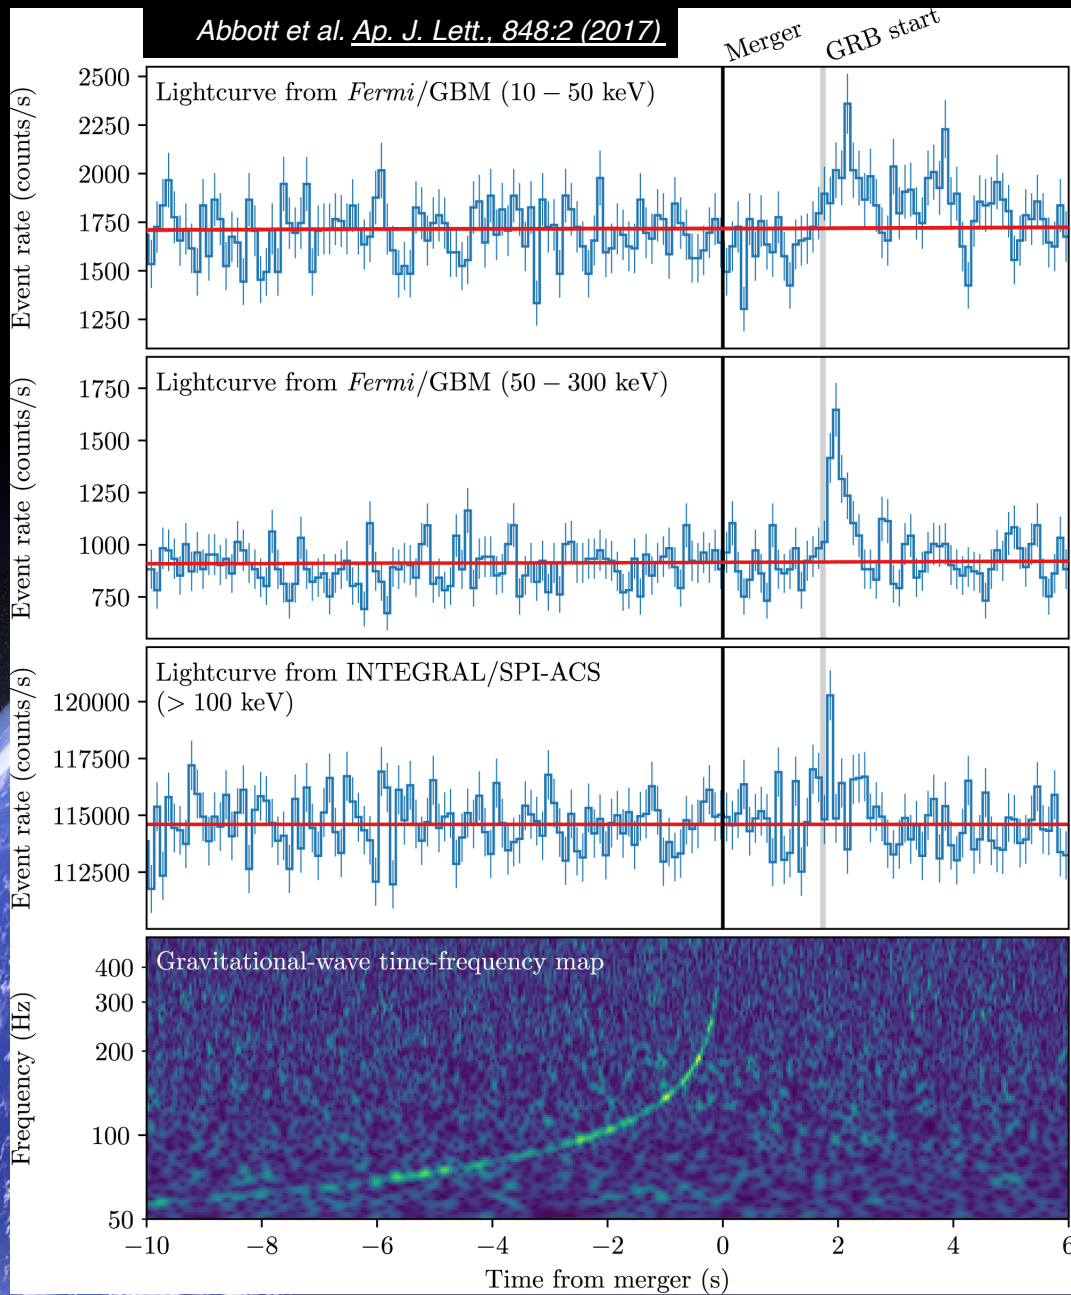 Abbott et al. Ap. J. Lett., 848:2 (2017)
Merger
GRB start
Lightcurve from Fermi/GBM (10 − 50 keV)
Event rate (counts/s)
2500
2250
2000
1750
1500
1250
Lightcurve from Fermi/GBM (50 − 300 keV)
Event rate (counts/s)
1750
1500
1250
1000
750
Lightcurve from INTEGRAL/SPI-ACS
(> 100 keV)
Event rate (counts/s)
120000
117500
115000
112500
Gravitational-wave time-frequency map
Frequency (Hz)
400
300
200
100
50
−10 −8 −6 −4 −2 0 2 4 6
Time from merger (s)